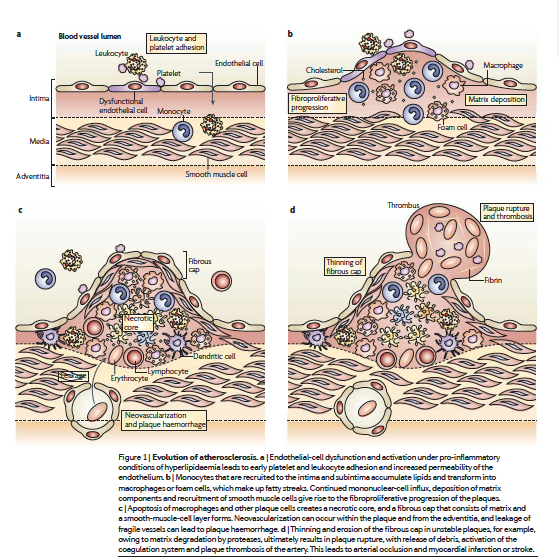 a
Blood vessel lumen
Leukocyte and
platelet adhesion
Leukocyte
Platelet
Endothelial cell
Intima
Dysfunctional
endothelial cell
Monocyte
Media
Smooth muscle cell
Adventitia
b
Cholesterol
Macrophage
Fibroproliferative
progression
Matrix deposition
Foam cell
c
Fibrous
cap
Necrotic
core
Dendritic cell
Lymphocyte
Leakage
Erythrocyte
Neovascularization
and plaque haemorrhage
d
Thrombus
Plaque rupture
and thrombosis
Thinning of
fibrous cap
Fibrin
Figure 1 | Evolution of atherosclerosis. a | Endothelial-cell dysfunction and activation under pro-inflammatory
conditions of hyperlipidaemia leads to early platelet and leukocyte adhesion and increased permeability of the
endothelium. b | Monocytes that are recruited to the intima and subintima accumulate lipids and transform into
macrophages or foam cells, which make up fatty streaks. Continued mononuclear-cell influx, deposition of matrix
components and recruitment of smooth muscle cells give rise to the fibroproliferative progression of the plaques.
c | Apoptosis of macrophages and other plaque cells creates a necrotic core, and a fibrous cap that consists of matrix and
a smooth-muscle-cell layer forms. Neovascularization can occur within the plaque and from the adventitia, and leakage of
fragile vessels can lead to plaque haemorrhage. d | Thinning and erosion of the fibrous cap in unstable plaques, for example,
owing to matrix degradation by proteases, ultimately results in plaque rupture, with release of debris, activation of the
coagulation system and plaque thrombosis of the artery. This leads to arterial occlusion and myocardial infarction or stroke.